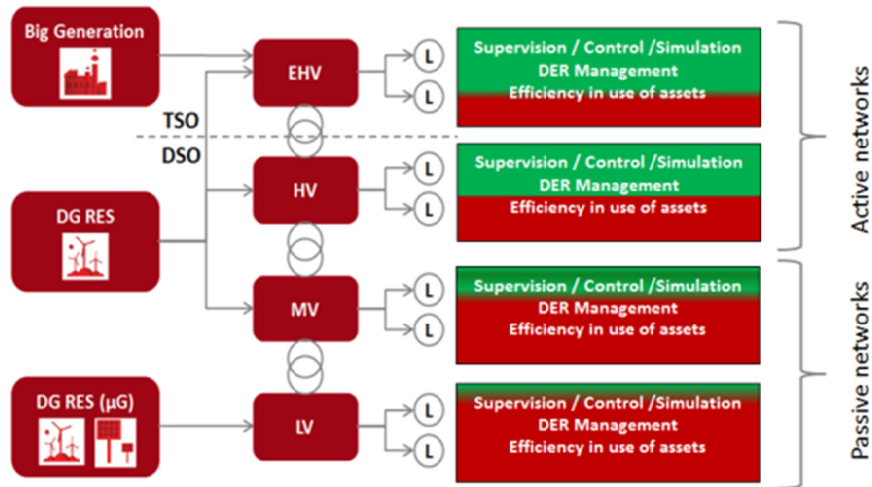 Big Generation
EHV
L
L
Supervision / Control /Simulation
DER Management
Efficiency in use of assets
TSO
DSO
DG RES
HV
L
L
Supervision / Control /Simulation
DER Management
Efficiency in use of assets
Active networks
MV
L
L
Supervision / Control /Simulation
DER Management
Efficiency in use of assets
DG RES (μG)
LV
L
L
Supervision / Control /Simulation
DER Management
Efficiency in use of assets
Passive networks